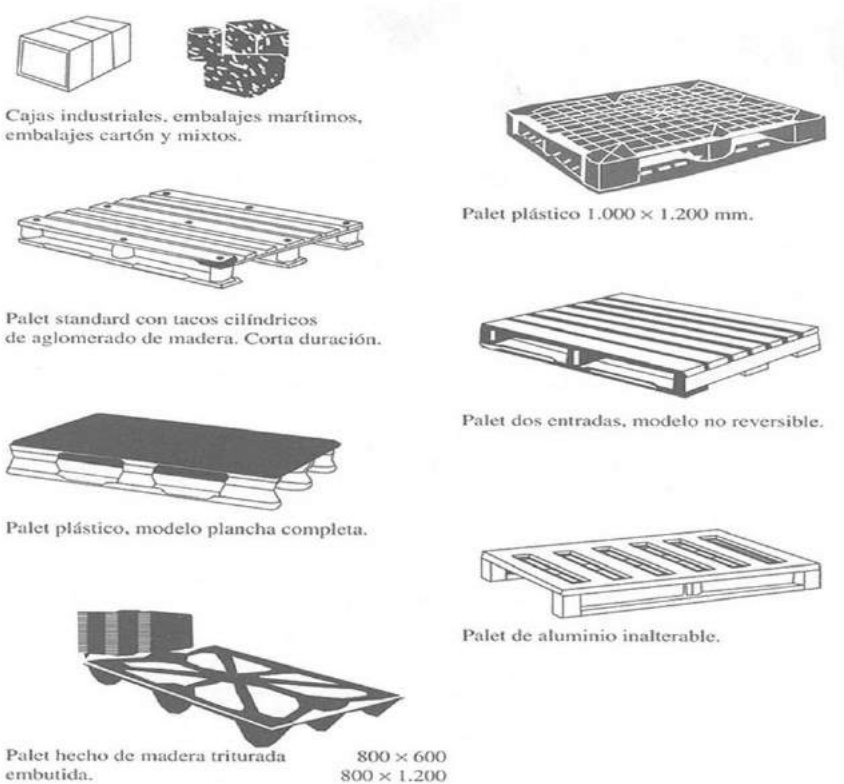 Cajas industriales, embalajes marítimos,
embalajes cartón y mixtos.
Palet standard con tacos cilíndricos
de aglomerado de madera. Corta duración.
Palet plástico, modelo plancha completa.
Palet hecho de madera triturada 800 × 600
embutida. 800 × 1.200
Palet plástico 1.000 × 1.200 mm.
Palet dos entradas, modelo no reversible.
Palet de aluminio inalterable.